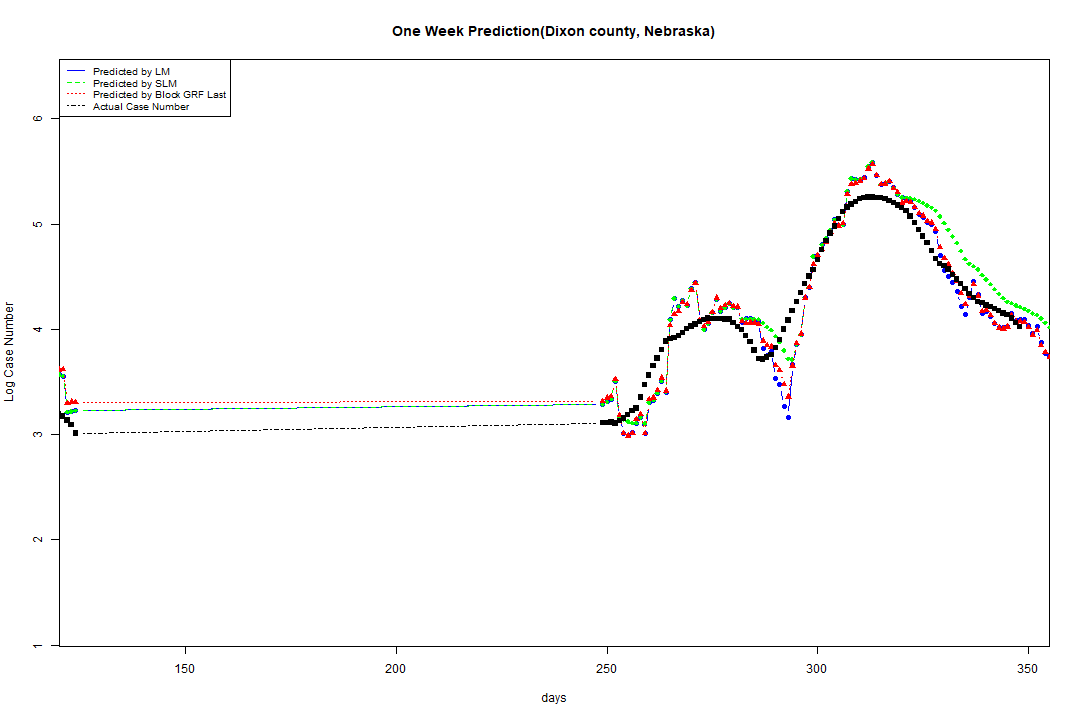 One Week Prediction(Dixon county, Nebraska)
Predicted by LM
Predicted by SLM
Predicted by Block GRF Last
Actual Case Number
Log Case Number
6
5
4
3
2
1
150 200 250 300 350
days